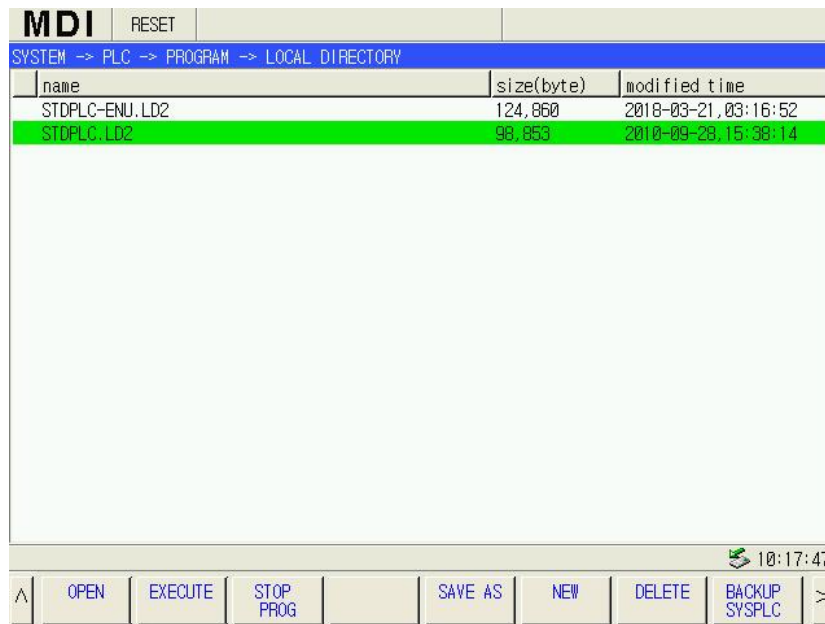 MDI RESET
SYSTEM -> PLC -> PROGRAM -> LOCAL DIRECTORY
name size(byte) modified time
STDPLC-ENU.LD2 124,860 2018-03-21,03:16:52
STDPLC.LD2 98,853 2010-09-28,15:38:14
10:17:47
^ OPEN EXECUTE STOP PROG SAVE AS NEW DELETE BACKUP SYSPLC >